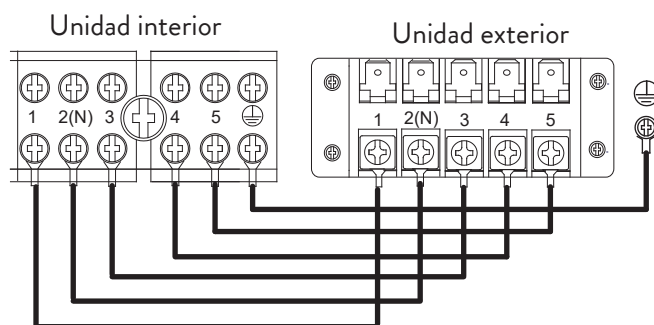 Unidad interior
Unidad exterior
1 2(N) 3 4 5
1 2(N) 3 4 5